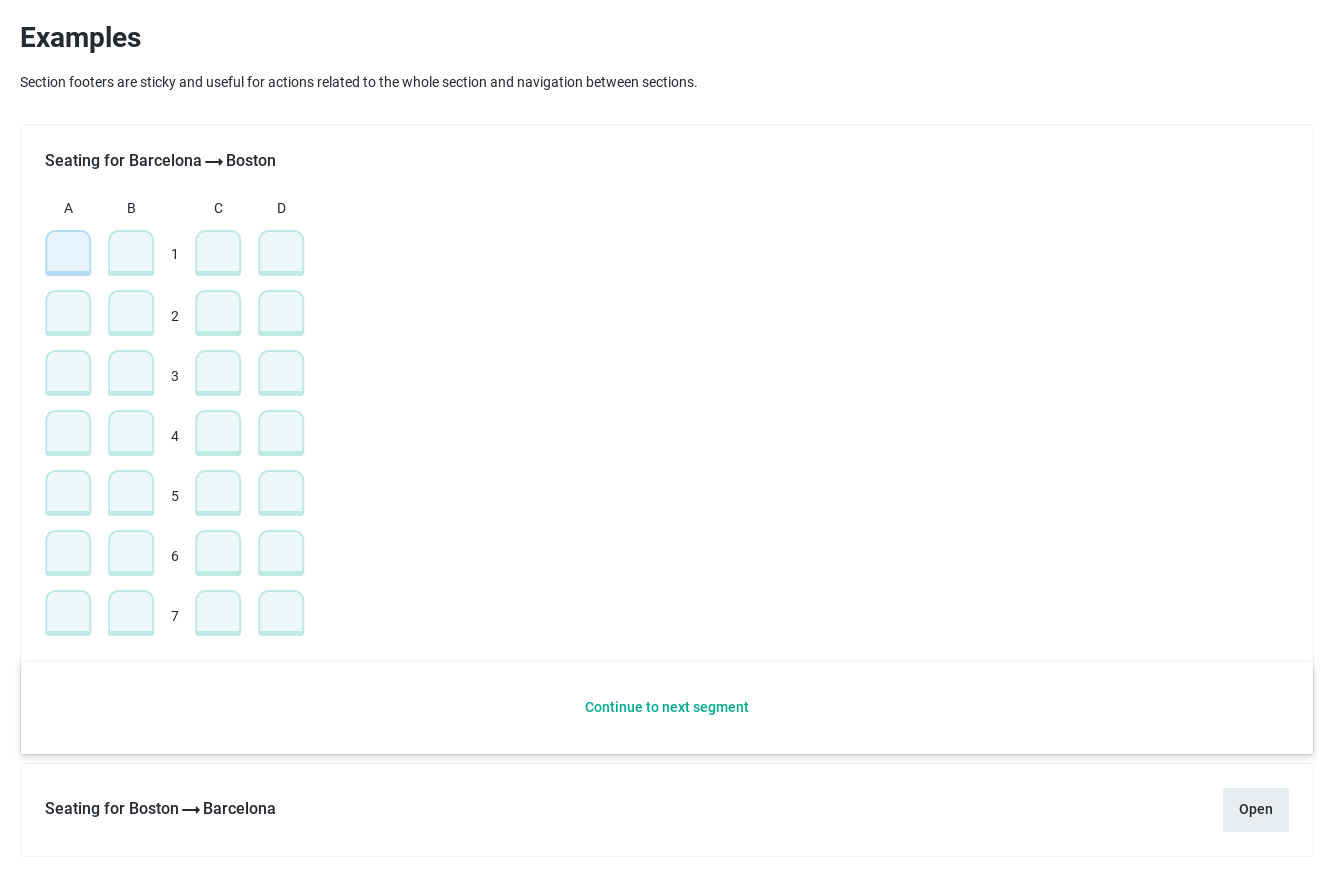 Examples
Section footers are sticky and useful for actions related to the whole section and navigation between sections.
Seating for Barcelona → Boston
A B C D
1
2
3
4
5
6
7
Continue to next segment
Seating for Boston → Barcelona
Open